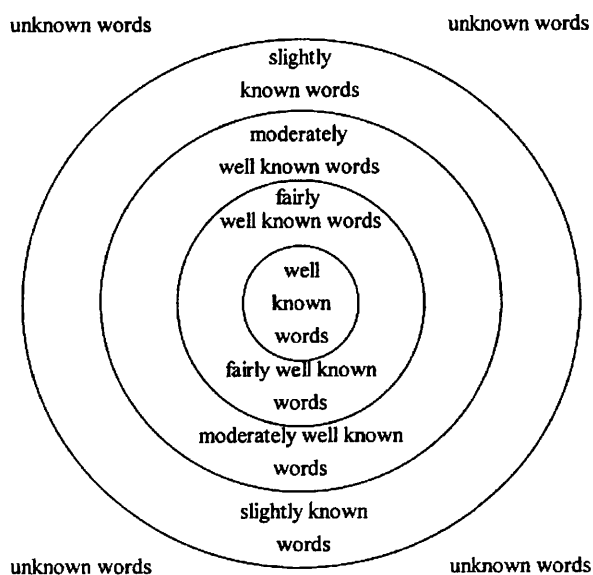 unknown words
unknown words
slightly
known words
moderately
well known words
fairly
well known words
well
known
words
fairly well known
words
moderately well known
words
slightly known
words
unknown words
unknown words